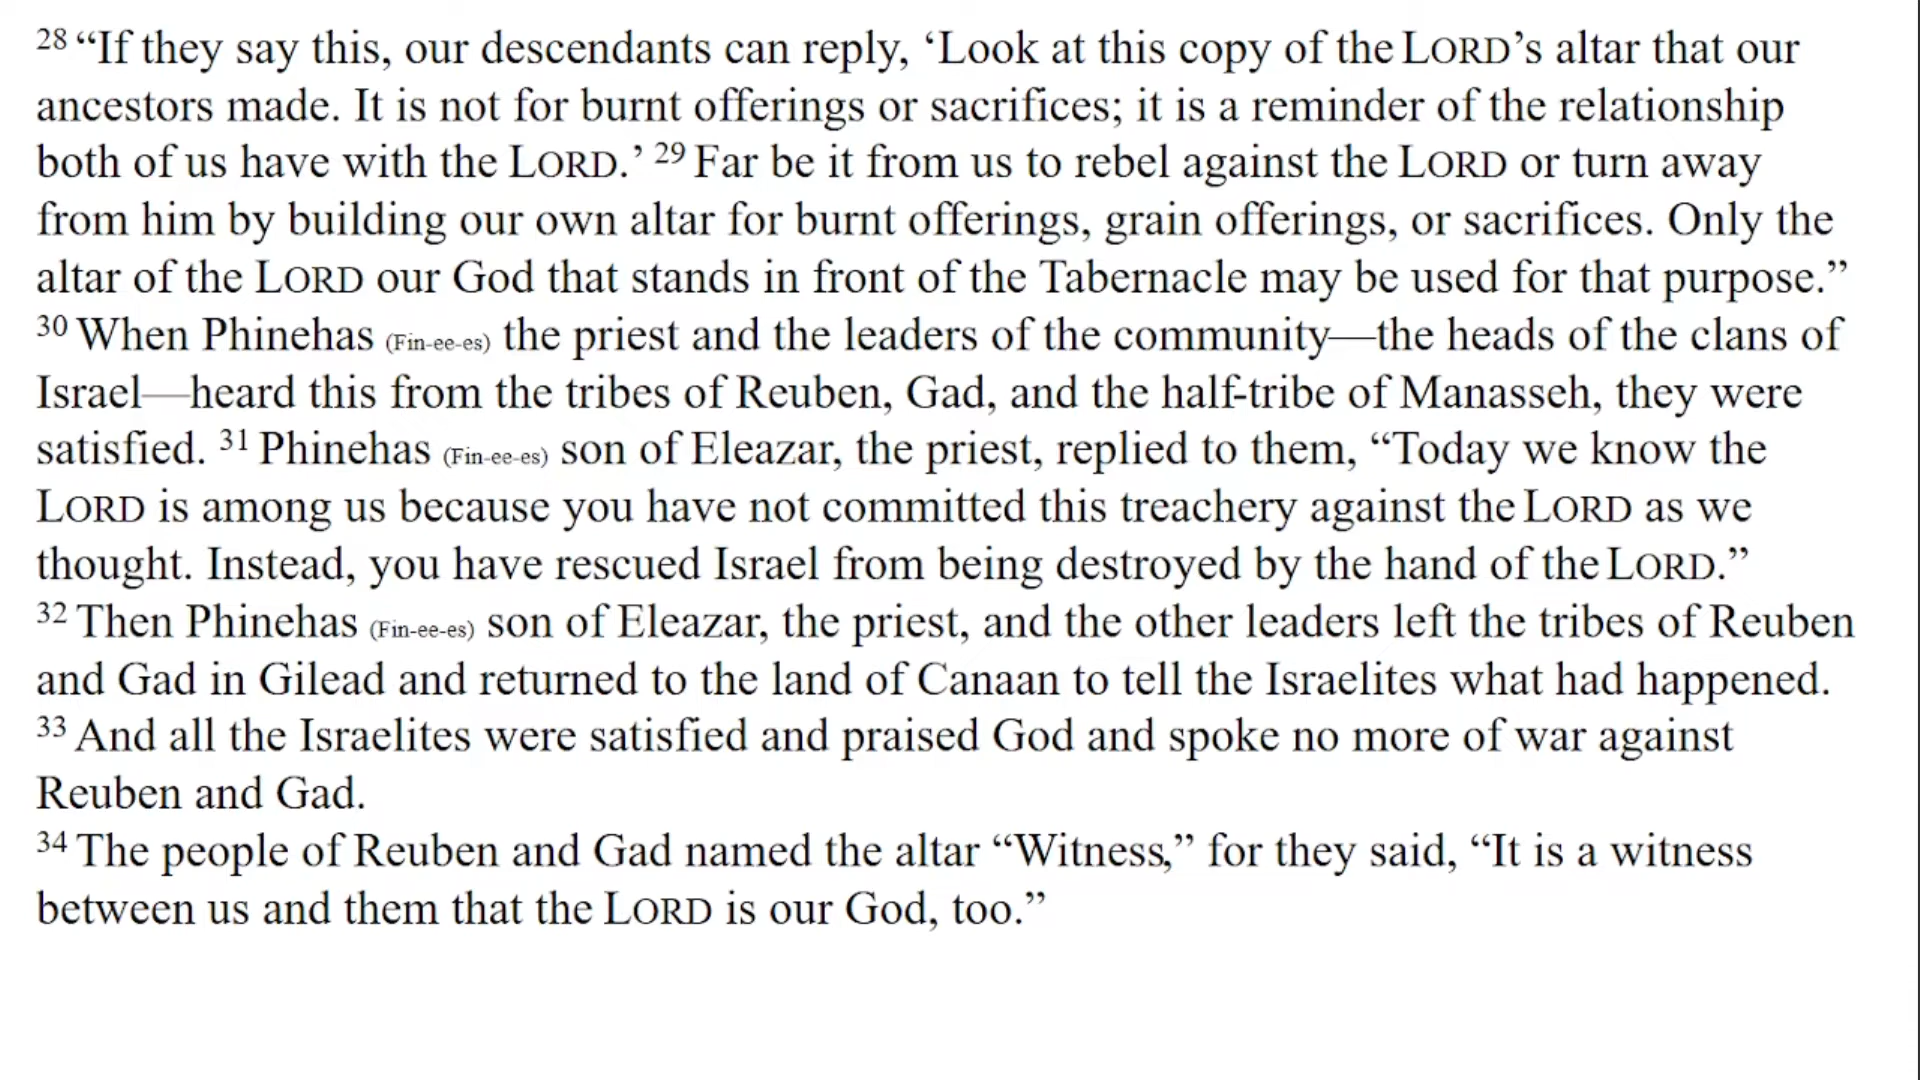 28 “If they say this, our descendants can reply, ‘Look at this copy of the LORD’s altar that our
ancestors made. It is not for burnt offerings or sacrifices; it is a reminder of the relationship
both of us have with the LORD.’ 29 Far be it from us to rebel against the LORD or turn away
from him by building our own altar for burnt offerings, grain offerings, or sacrifices. Only the
altar of the LORD our God that stands in front of the Tabernacle may be used for that purpose.”
30 When Phinehas (Fin-ee-es) the priest and the leaders of the community—the heads of the clans of
Israel—heard this from the tribes of Reuben, Gad, and the half-tribe of Manasseh, they were
satisfied. 31 Phinehas (Fin-ee-es) son of Eleazar, the priest, replied to them, “Today we know the
LORD is among us because you have not committed this treachery against the LORD as we
thought. Instead, you have rescued Israel from being destroyed by the hand of the LORD.”
32 Then Phinehas (Fin-ee-es) son of Eleazar, the priest, and the other leaders left the tribes of Reuben
and Gad in Gilead and returned to the land of Canaan to tell the Israelites what had happened.
33 And all the Israelites were satisfied and praised God and spoke no more of war against
Reuben and Gad.
34 The people of Reuben and Gad named the altar “Witness,” for they said, “It is a witness
between us and them that the LORD is our God, too.”